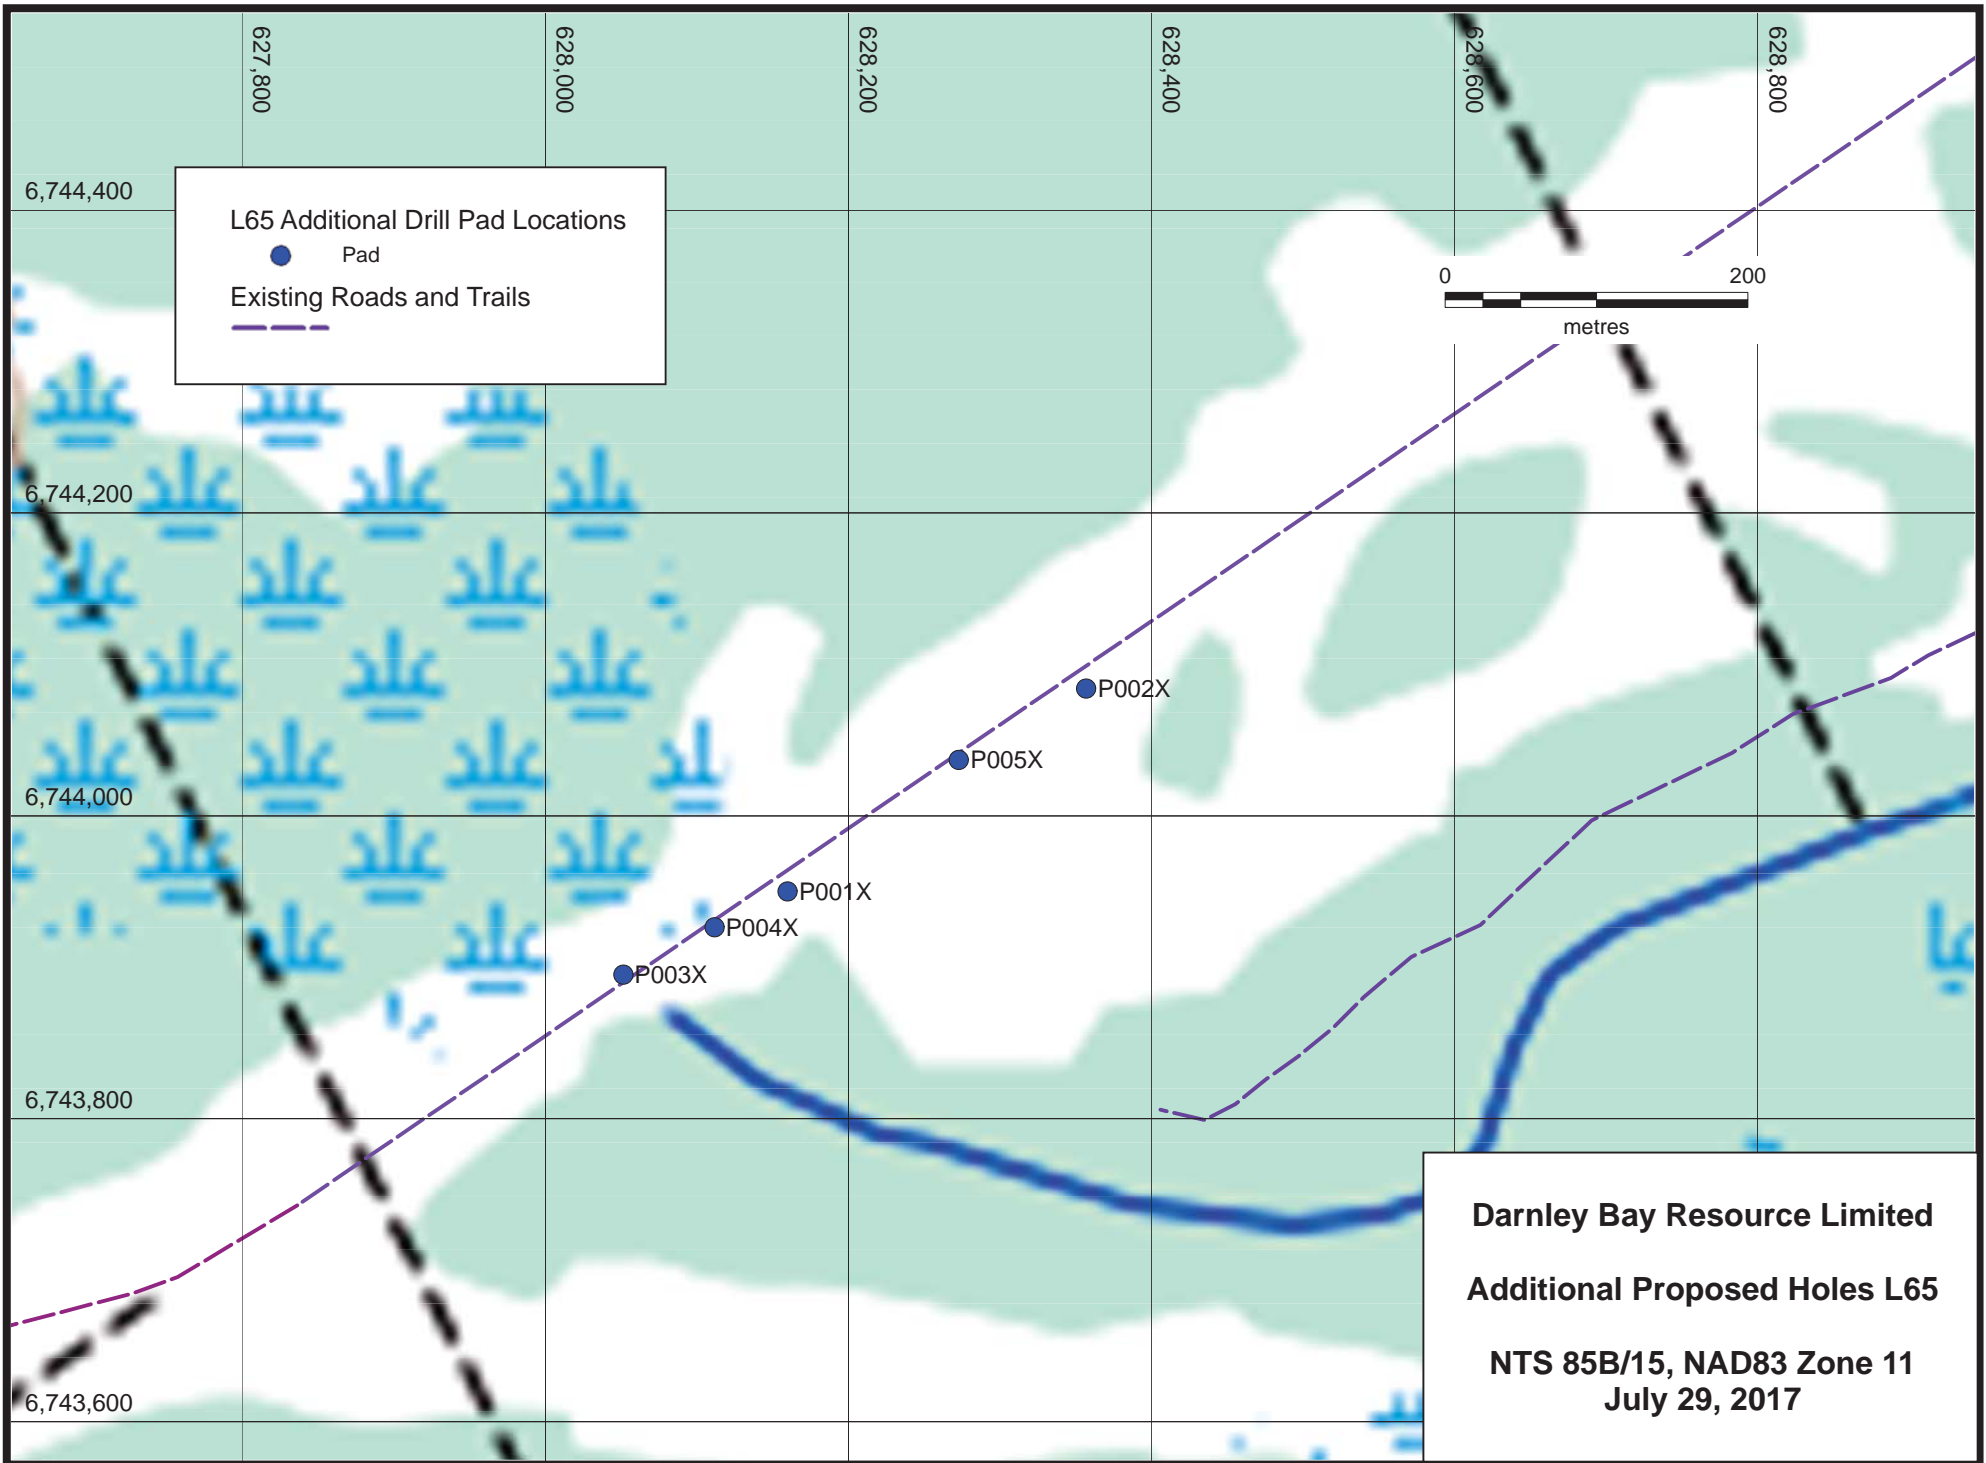 627,800
628,000
628,200
628,400
628,600
628,800
6,744,400
L65 Additional Drill Pad Locations
Pad
Existing Roads and Trails
0 200
metres
6,744,200
P002X
P005X
6,744,000
P001X
P004X
P003X
6,743,800
Darnley Bay Resource Limited
Additional Proposed Holes L65
NTS 85B/15, NAD83 Zone 11
July 29, 2017
6,743,600